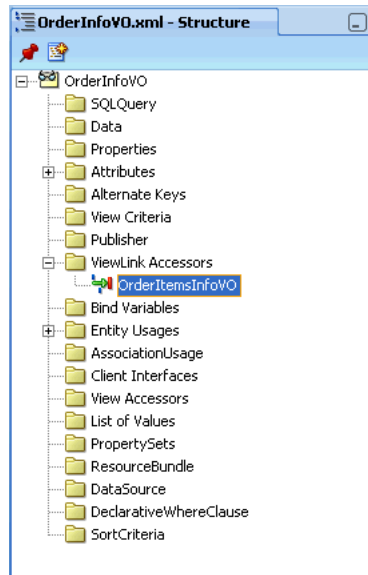 OrderInfoVO.xml - Structure
OrderInfoVO
SQLQuery
Data
Properties
Attributes
Alternate Keys
View Criteria
Publisher
ViewLink Accessors
OrderItemsInfoVO
Bind Variables
Entity Usages
AssociationUsage
Client Interfaces
View Accessors
List of Values
PropertySets
ResourceBundle
DataSource
DeclarativeWhereClause
SortCriteria